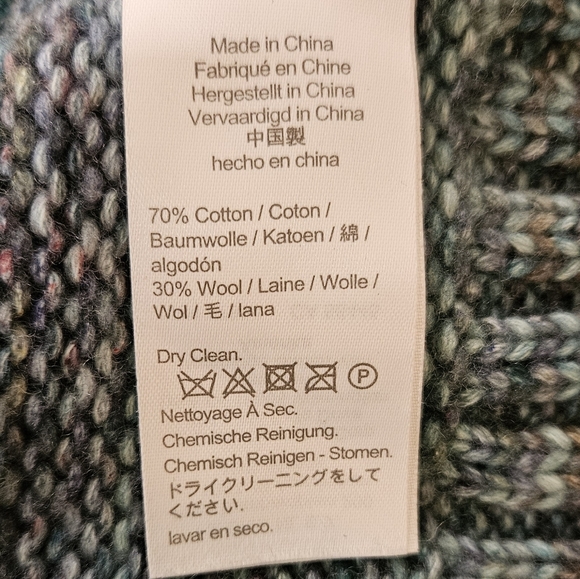 Made in China
Fabriqué en Chine
Hergestellt in China
Vervaardigd in China
中国製
hecho en china
70% Cotton / Coton /
Baumwolle / Katoen / 綿 /
algodón
30% Wool / Laine / Wolle /
Wol / 毛 / lana
Dry Clean.
P
Nettoyage À Sec.
Chemische Reinigung.
Chemisch Reinigen - Stomen.
ドライクリーニングをして
ください.
lavar en seco.